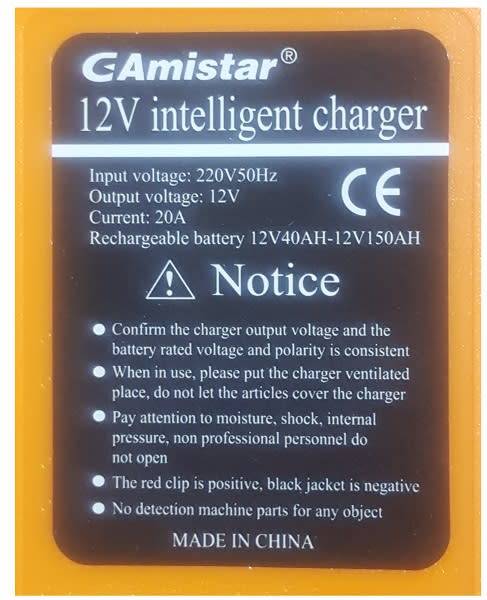 GAmistar®
12V intelligent charger
Input voltage: 220V50Hz
Output voltage: 12V
Current: 20A
Rechargeable battery 12V40AH-12V150AH
CE
Notice
● Confirm the charger output voltage and the
battery rated voltage and polarity is consistent
● When in use, please put the charger ventilated
place, do not let the articles cover the charger
● Pay attention to moisture, shock, internal
pressure, non professional personnel do
not open
● The red clip is positive, black jacket is negative
● No detection machine parts for any object
MADE IN CHINA